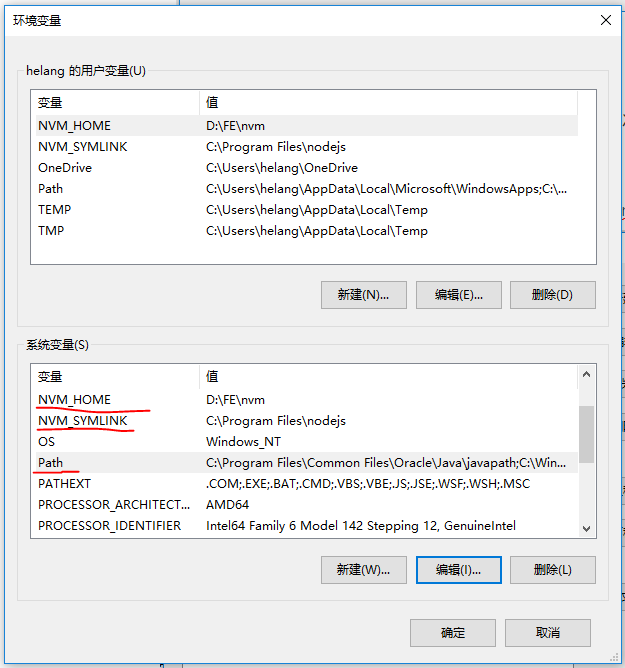 环境变量
helang 的用户变量(U)
变量 值
NVM_HOME D:\FE\nvm
NVM_SYMLINK C:\Program Files\nodejs
OneDrive C:\Users\helang\OneDrive
Path C:\Users\helang\AppData\Local\Microsoft\WindowsApps;C:\...
TEMP C:\Users\helang\AppData\Local\Temp
TMP C:\Users\helang\AppData\Local\Temp
新建(N)... 编辑(E)... 删除(D)
系统变量(S)
变量 值
NVM_HOME D:\FE\nvm
NVM_SYMLINK C:\Program Files\nodejs
OS Windows_NT
Path C:\Program Files\Common Files\Oracle\Java\javapath;C:\Win...
PATHEXT .COM;.EXE;.BAT;.CMD;.VBS;.VBE;.JS;.JSE;.WSF;.WSH;.MSC
PROCESSOR_ARCHITECT... AMD64
PROCESSOR_IDENTIFIER Intel64 Family 6 Model 142 Stepping 12, GenuineIntel
新建(W)... 编辑(I)... 删除(L)
确定 取消